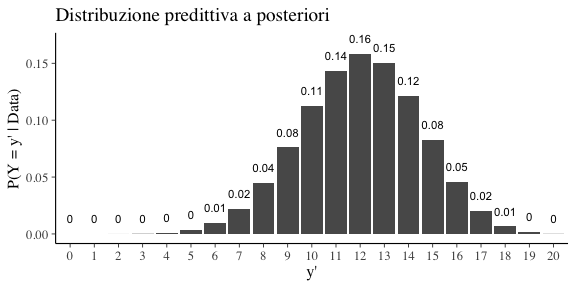 Distribuzione predittiva a posteriori
P(Y = y' | Data)
0.15
0.10
0.05
0.00
0 0 0 0 0 0 0.01 0.02 0.04 0.08 0.11 0.14 0.16 0.15 0.12 0.08 0.05 0.02 0.01 0 0
0 1 2 3 4 5 6 7 8 9 10 11 12 13 14 15 16 17 18 19 20
y'